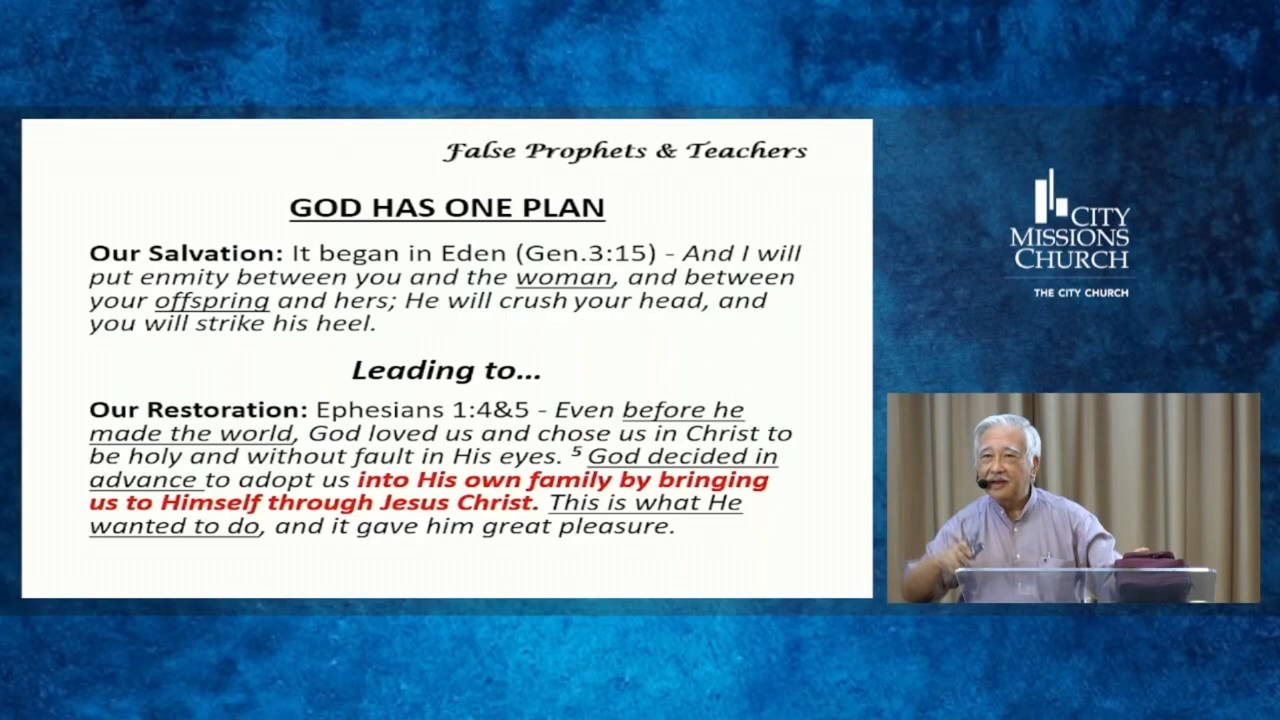 False Prophets & Teachers
GOD HAS ONE PLAN
Our Salvation: It began in Eden (Gen.3:15) - And I will
put enmity between you and the woman, and between
your offspring and hers; He will crush your head, and
you will strike his heel.
Leading to...
Our Restoration: Ephesians 1:4&5 - Even before he
made the world, God loved us and chose us in Christ to
be holy and without fault in His eyes. ⁵ God decided in
advance to adopt us into His own family by bringing
us to Himself through Jesus Christ. This is what He
wanted to do, and it gave him great pleasure.
CITY
MISSIONS
CHURCH
THE CITY CHURCH